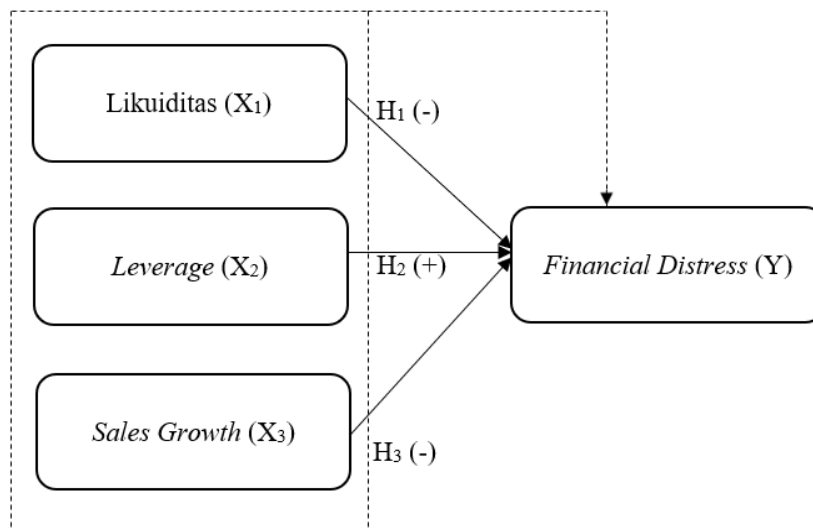 Likuiditas (X₁)
H₁ (-)
Leverage (X₂)
H₂ (+)
Financial Distress (Y)
Sales Growth (X₃)
H₃ (-)